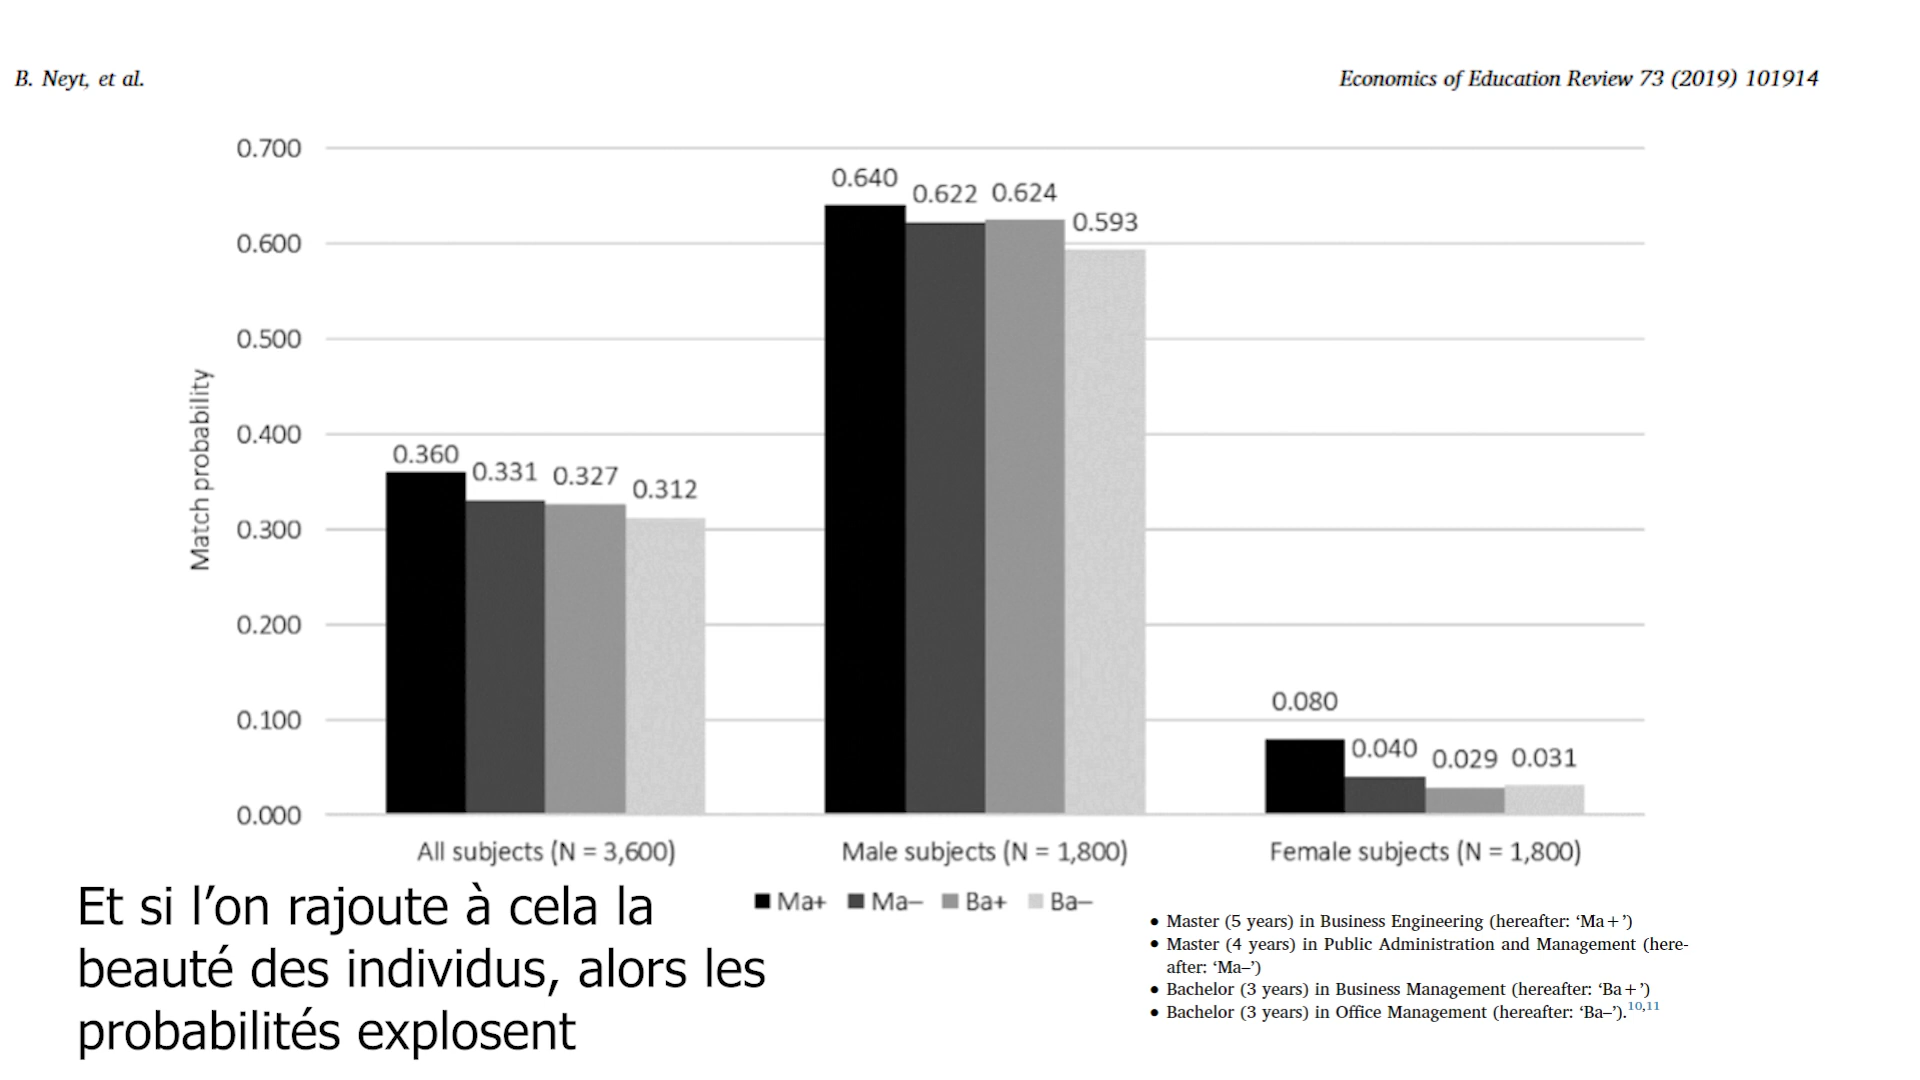 B. Neyt, et al.
Economics of Education Review 73 (2019) 101914
0.700
0.600
0.500
0.400
0.300
0.200
0.100
0.000
Match probability
0.360
0.331
0.327
0.312
0.640
0.622
0.624
0.593
0.080
0.040
0.029
0.031
All subjects (N = 3,600)
Male subjects (N = 1,800)
Female subjects (N = 1,800)
Ma+ Ma– Ba+ Ba–
Et si l’on rajoute à cela la
beauté des individus, alors les
probabilités explosent
• Master (5 years) in Business Engineering (hereafter: ‘Ma+’)
• Master (4 years) in Public Administration and Management (here-
after: ‘Ma–’)
• Bachelor (3 years) in Business Management (hereafter: ‘Ba+’)
• Bachelor (3 years) in Office Management (hereafter: ‘Ba–’).10,11